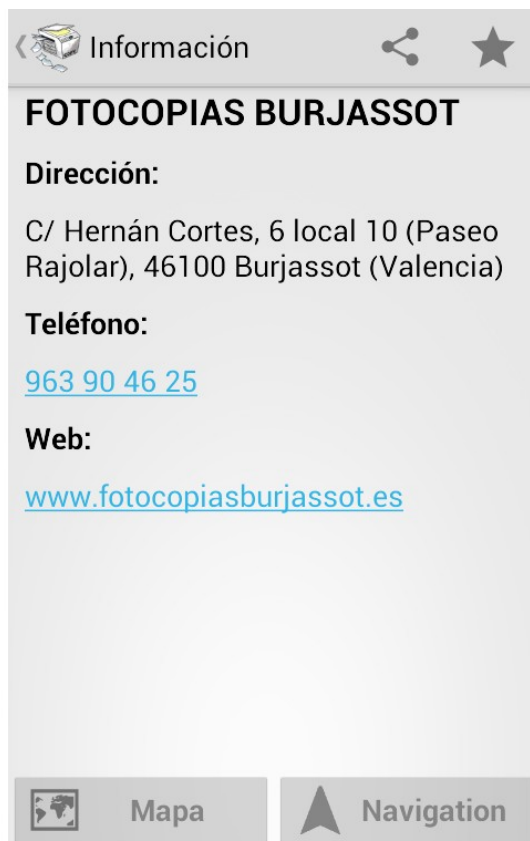 Información
FOTOCOPIAS BURJASSOT
Dirección:
C/ Hernán Cortes, 6 local 10 (Paseo
Rajolar), 46100 Burjassot (Valencia)
Teléfono:
963 90 46 25
Web:
www.fotocopiasburjassot.es
Mapa
Navigation